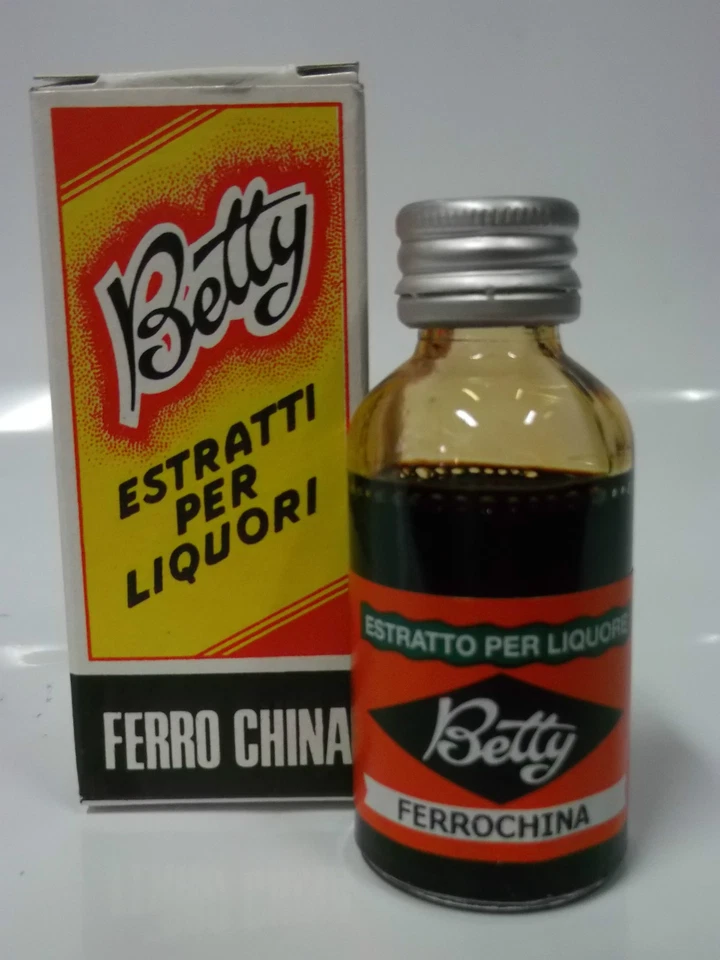 Betty
ESTRATTI
PER
LIQUORI
FERRO CHINA
ESTRATTO PER LIQUORE
Betty
FERROCHINA